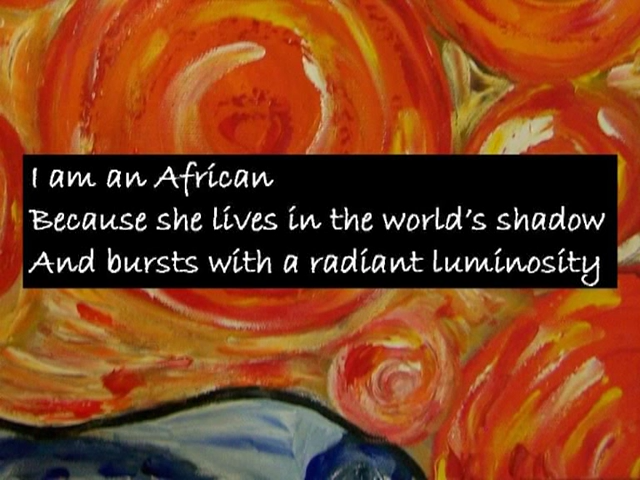 I am an African
Because she lives in the world's shadow
And bursts with a radiant luminosity